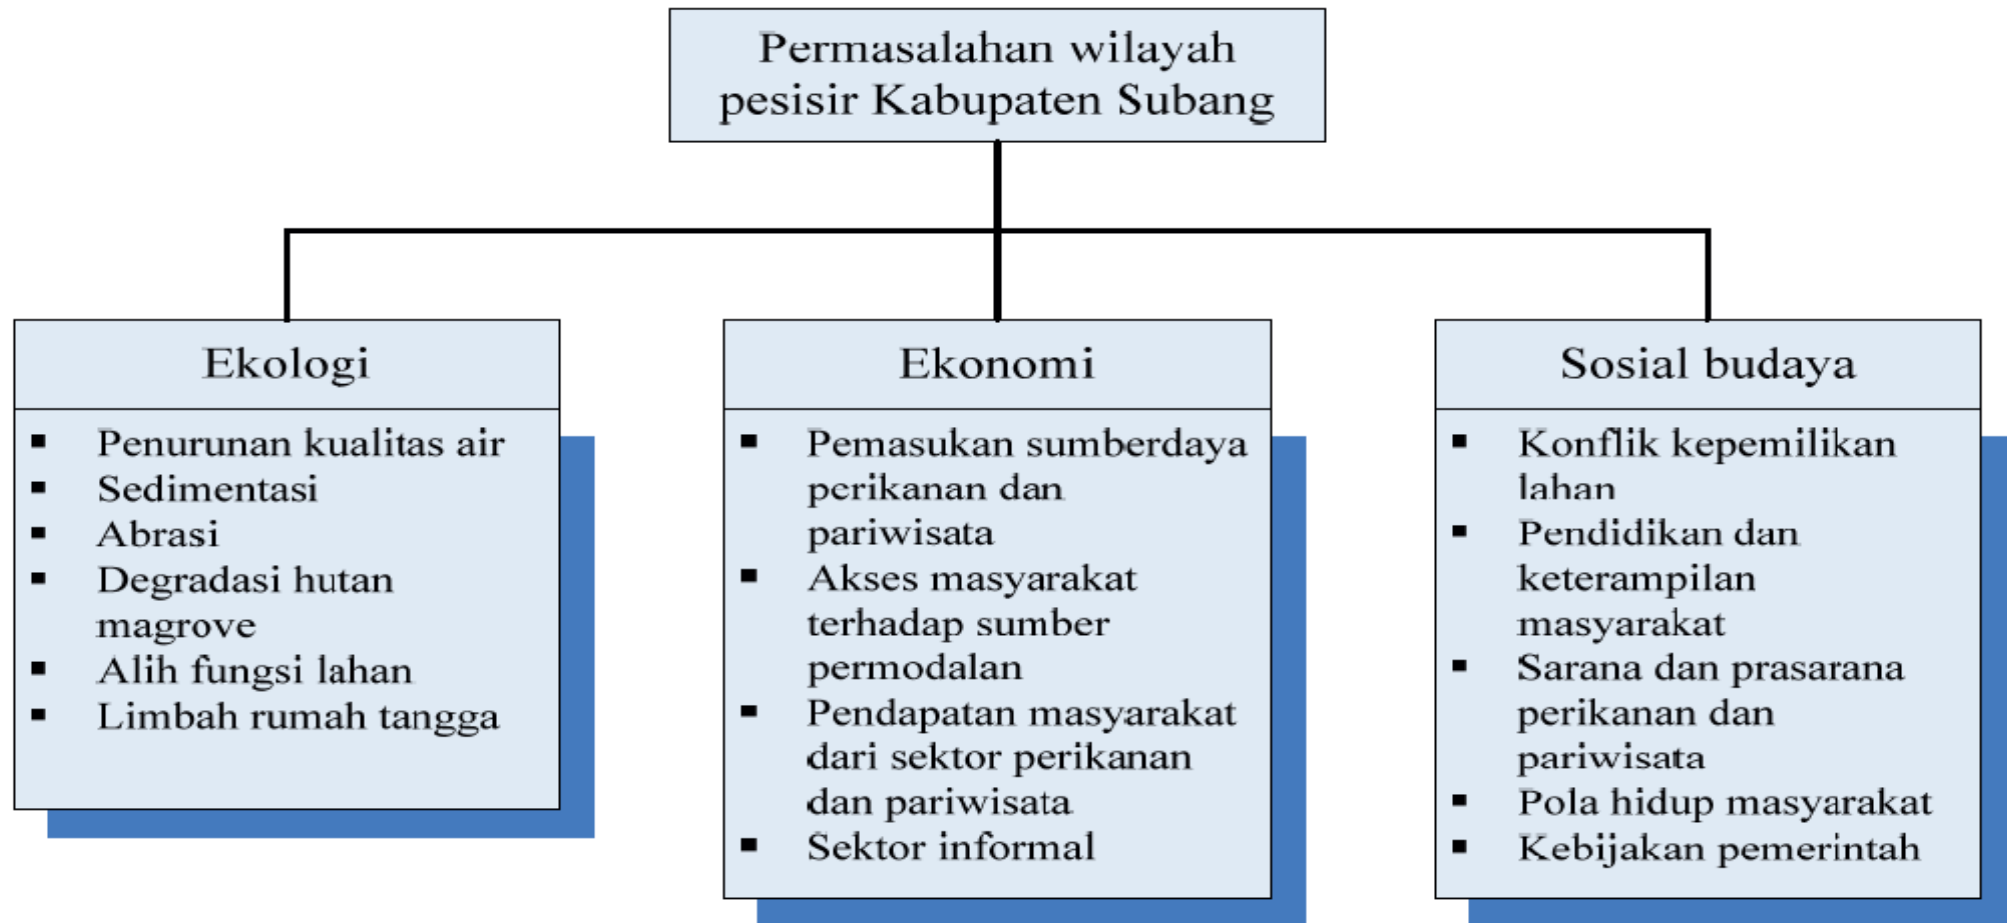 Permasalahan wilayah
pesisir Kabupaten Subang
Ekologi
▪ Penurunan kualitas air
▪ Sedimentasi
▪ Abrasi
▪ Degradasi hutan
magrove
▪ Alih fungsi lahan
▪ Limbah rumah tangga
Ekonomi
▪ Pemasukan sumberdaya
perikanan dan
pariwisata
▪ Akses masyarakat
terhadap sumber
permodalan
▪ Pendapatan masyarakat
dari sektor perikanan
dan pariwisata
▪ Sektor informal
Sosial budaya
▪ Konflik kepemilikan
lahan
▪ Pendidikan dan
keterampilan
masyarakat
▪ Sarana dan prasarana
perikanan dan
pariwisata
▪ Pola hidup masyarakat
▪ Kebijakan pemerintah